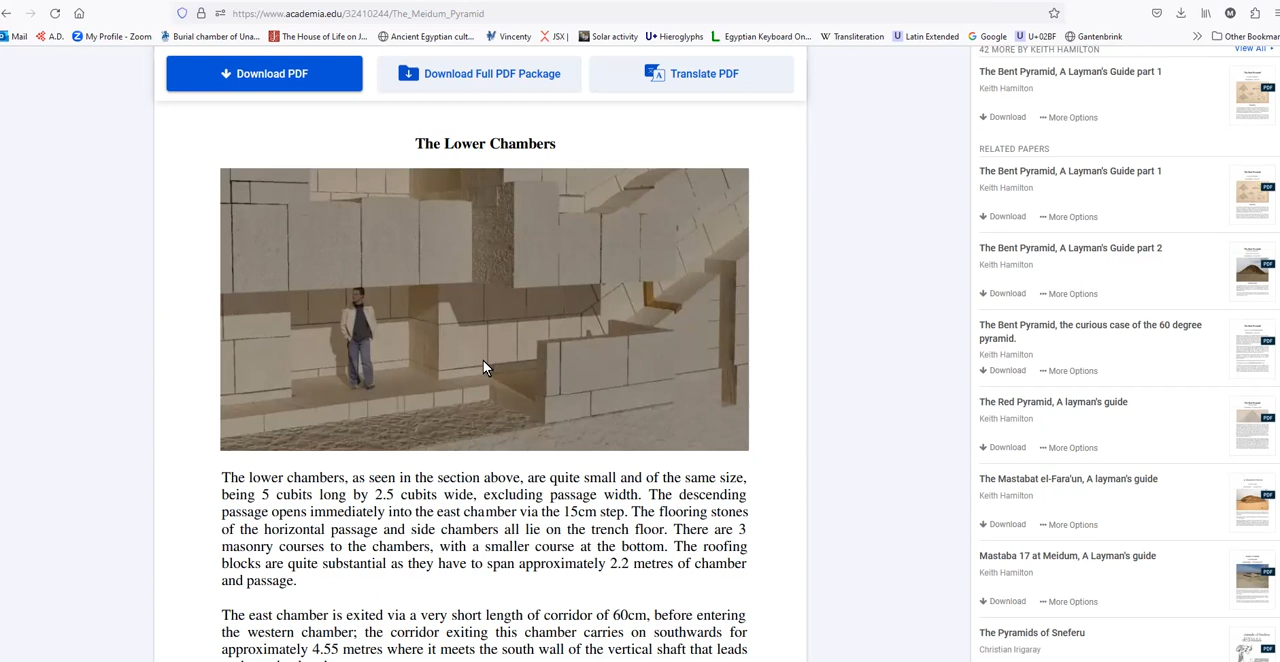 https://www.academia.edu/32410244/The_Meidum_Pyramid
Mail
A.D.
My Profile - Zoom
Burial chamber of Una...
The House of Life on J...
Ancient Egyptian cult...
Vincenty
JSX |
Solar activity
Hieroglyphs
Egyptian Keyboard On...
Transliteration
Latin Extended
Google
U+02BF
Gantenbrink
Other Bookmar
Download PDF
Download Full PDF Package
Translate PDF
The Lower Chambers
The lower chambers, as seen in the section above, are quite small and of the same size,
being 5 cubits long by 2.5 cubits wide, excluding passage width. The descending
passage opens immediately into the east chamber via the 15cm step. The flooring stones
of the horizontal passage and side chambers all line the trench floor. There are 3
masonry courses to the chambers, with a smaller course at the bottom. The roofing
blocks are quite substantial as they have to span approximately 2.2 metres of chamber
and passage.
The east chamber is exited via a very short length of corridor of 60cm before entering
the western chamber; the corridor exiting this chamber carries on southwards for
approximately 4.55 metres where it meets the south side of the vertical shaft that leads
42 MORE BY KEITH HAMILTON
View All
The Bent Pyramid, A Layman's Guide part 1
Keith Hamilton
Download
More Options
PDF
RELATED PAPERS
The Bent Pyramid, A Layman's Guide part 1
Keith Hamilton
Download
More Options
PDF
The Bent Pyramid, A Layman's Guide part 2
Keith Hamilton
Download
More Options
PDF
The Bent Pyramid, the curious case of the 60 degree
pyramid.
Keith Hamilton
Download
More Options
PDF
The Red Pyramid, A layman's guide
Keith Hamilton
Download
More Options
PDF
The Mastabat el-Fara'un, A layman's guide
Keith Hamilton
Download
More Options
PDF
Mastaba 17 at Meidum, A Layman's guide
Keith Hamilton
Download
More Options
PDF
The Pyramids of Sneferu
Christian Irigaray
PDF